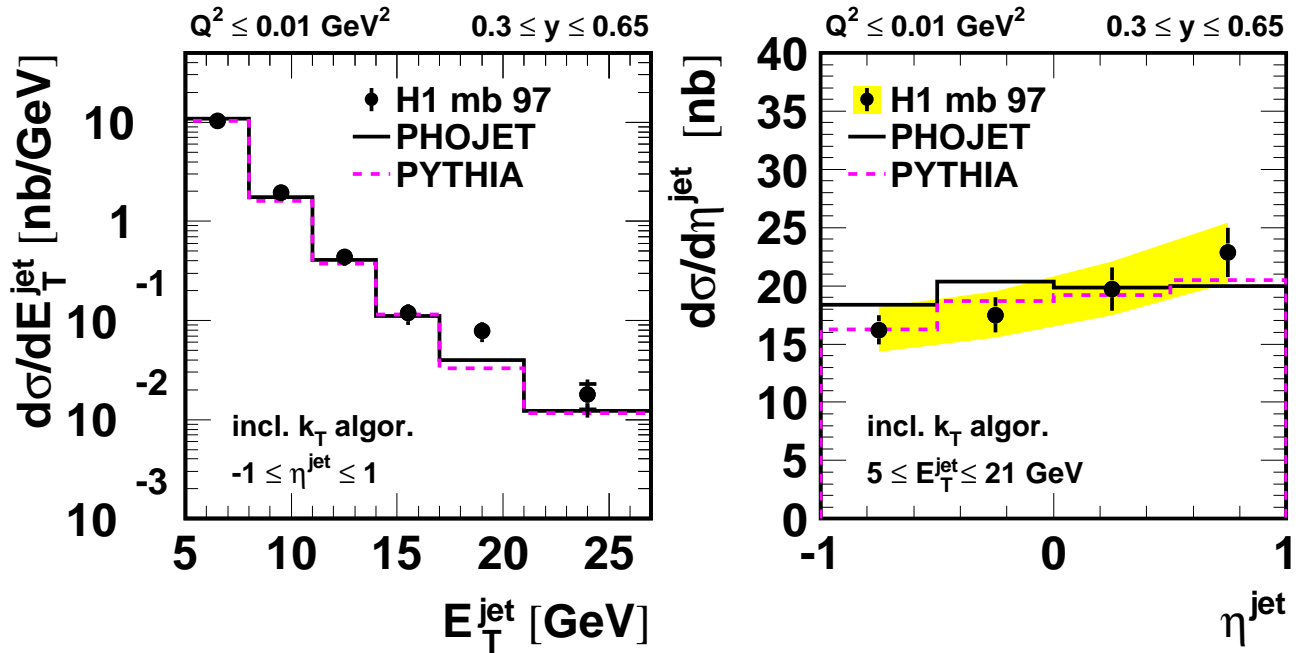 Q² ≤ 0.01 GeV²
0.3 ≤ y ≤ 0.65
dσ/dE_T^jet [nb/GeV]
10
1
10^-1
10^-2
10^-3
H1 mb 97
PHOJET
PYTHIA
incl. k_T algor.
-1 ≤ η^jet ≤ 1
5 10 15 20 25
E_T^jet [GeV]
Q² ≤ 0.01 GeV²
0.3 ≤ y ≤ 0.65
dσ/dη^jet [nb]
40
35
30
25
20
15
10
5
0
H1 mb 97
PHOJET
PYTHIA
incl. k_T algor.
5 ≤ E_T^jet ≤ 21 GeV
-1 0 1
η^jet